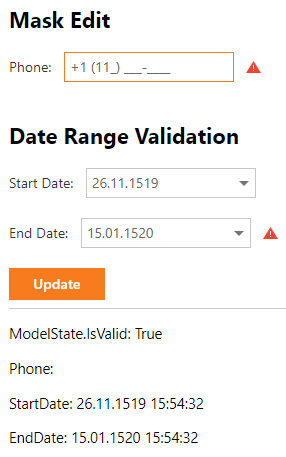 Mask Edit
Phone: +1 (11_) ___-____
Date Range Validation
Start Date: 26.11.1519
End Date: 15.01.1520
Update
ModelState.IsValid: True
Phone:
StartDate: 26.11.1519 15:54:32
EndDate: 15.01.1520 15:54:32